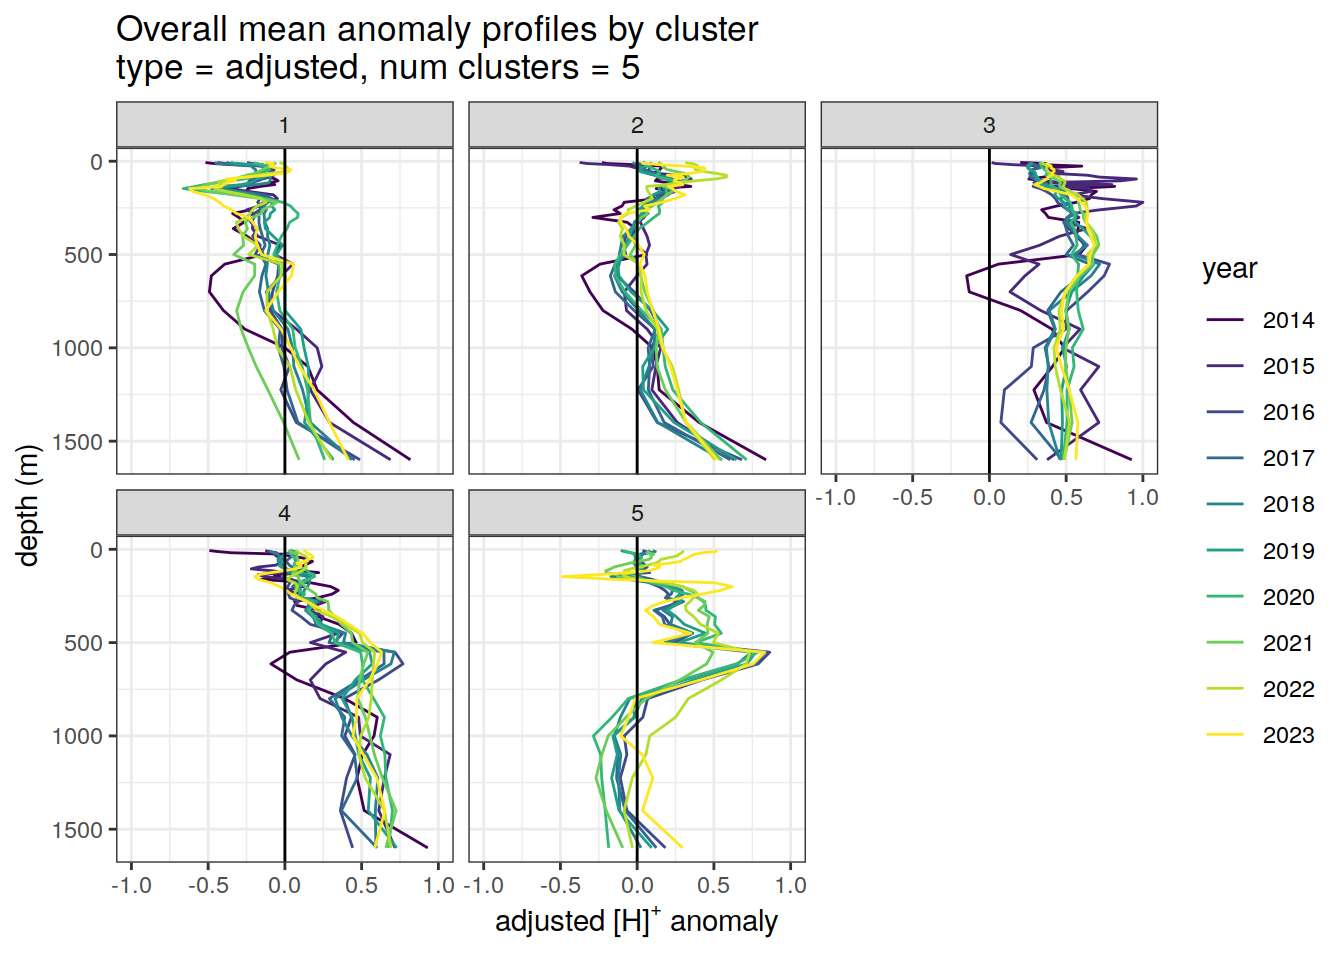 Overall mean anomaly profiles by cluster
type = adjusted, num clusters = 5
1
2
3
0
500
1000
1500
-1.0 -0.5 0.0 0.5 1.0
4
5
0
500
1000
1500
-1.0 -0.5 0.0 0.5 1.0
-1.0 -0.5 0.0 0.5 1.0
depth (m)
adjusted [H]⁺ anomaly
year
2014
2015
2016
2017
2018
2019
2020
2021
2022
2023